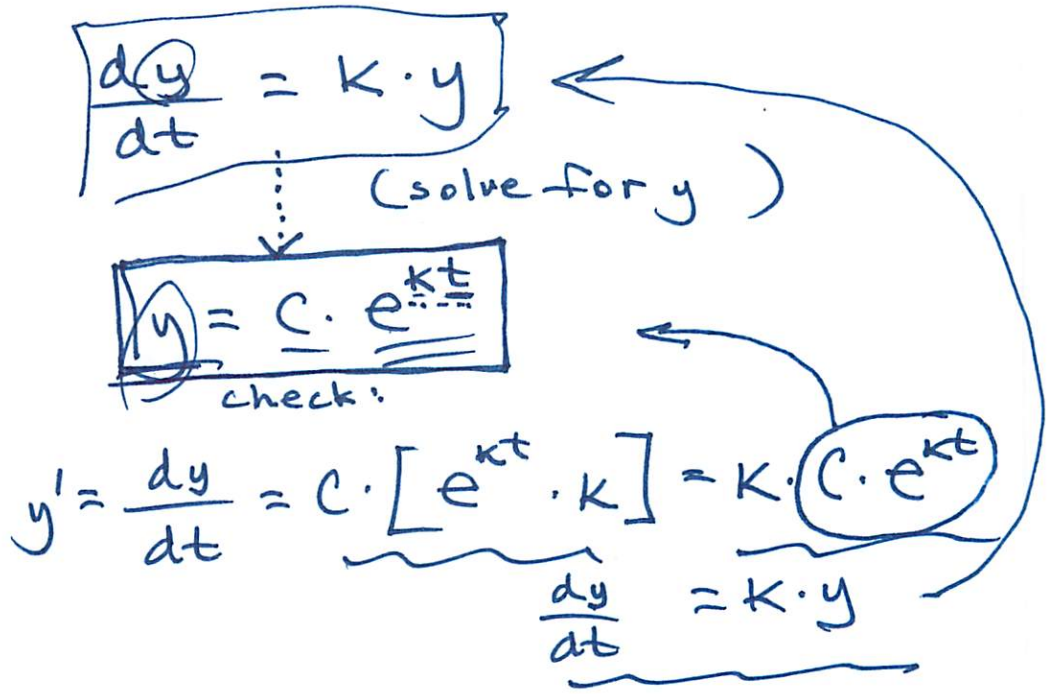 dy/dt = K · y
(solve for y )
y = C · e^{kt}
check:
y' = dy/dt = C · [e^{kt} · K] = K · C · e^{kt}
dy/dt = K · y